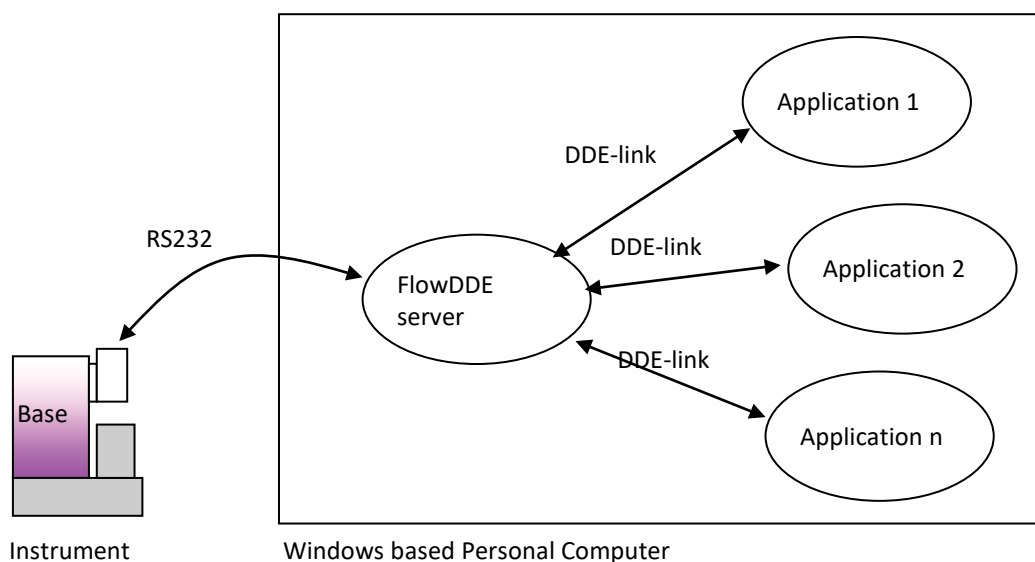 Application 1
DDE-link
RS232
DDE-link
Application 2
FlowDDE
server
DDE-link
Base
Application n
Instrument
Windows based Personal Computer